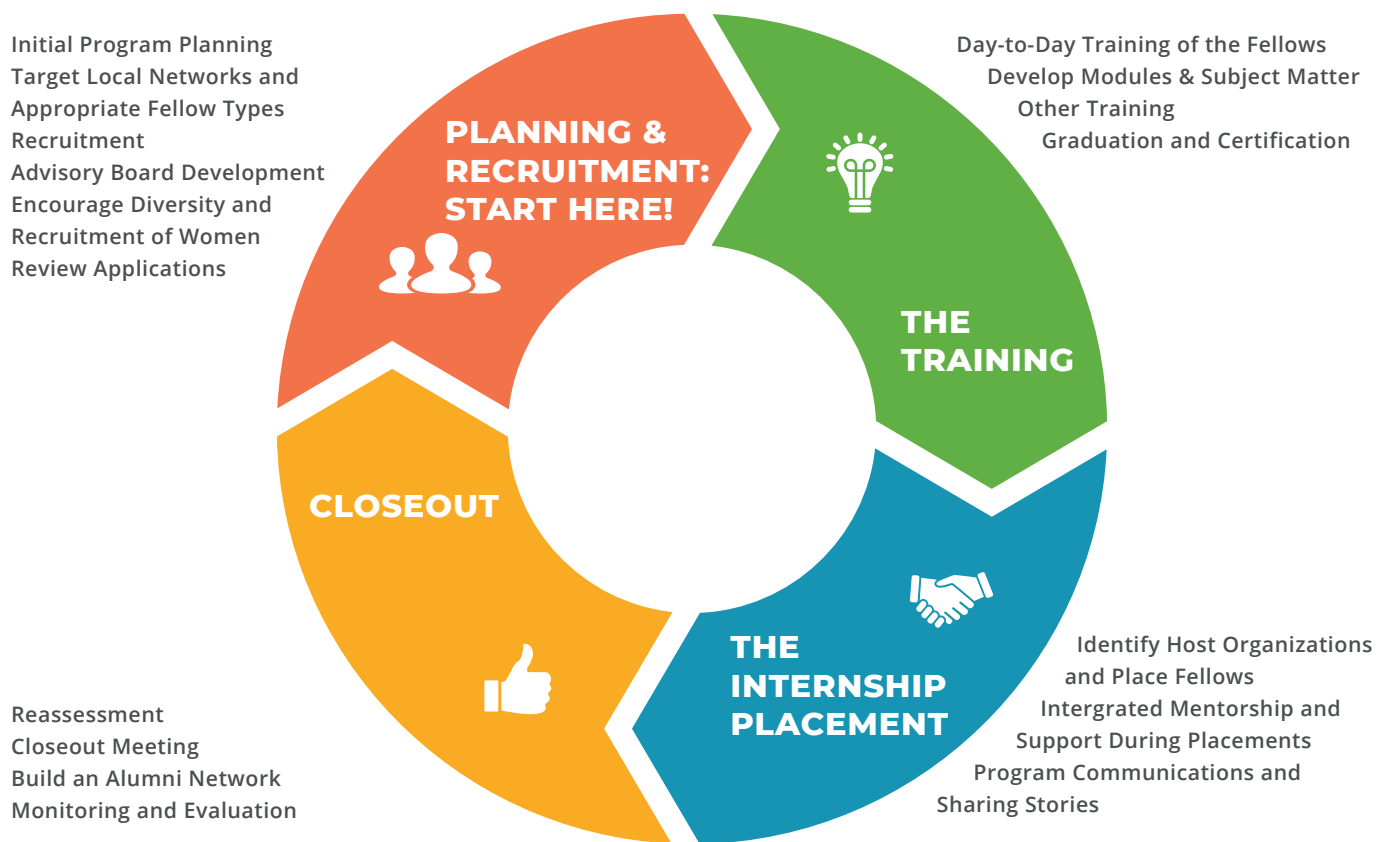 Initial Program Planning
Target Local Networks and
Appropriate Fellow Types
Recruitment
Advisory Board Development
Encourage Diversity and
Recruitment of Women
Review Applications
PLANNING &
RECRUITMENT:
START HERE!
Day-to-Day Training of the Fellows
Develop Modules & Subject Matter
Other Training
Graduation and Certification
THE
TRAINING
THE
INTERNSHIP
PLACEMENT
Identify Host Organizations
and Place Fellows
Intergrated Mentorship and
Support During Placements
Program Communications and
Sharing Stories
CLOSEOUT
Reassessment
Closeout Meeting
Build an Alumni Network
Monitoring and Evaluation